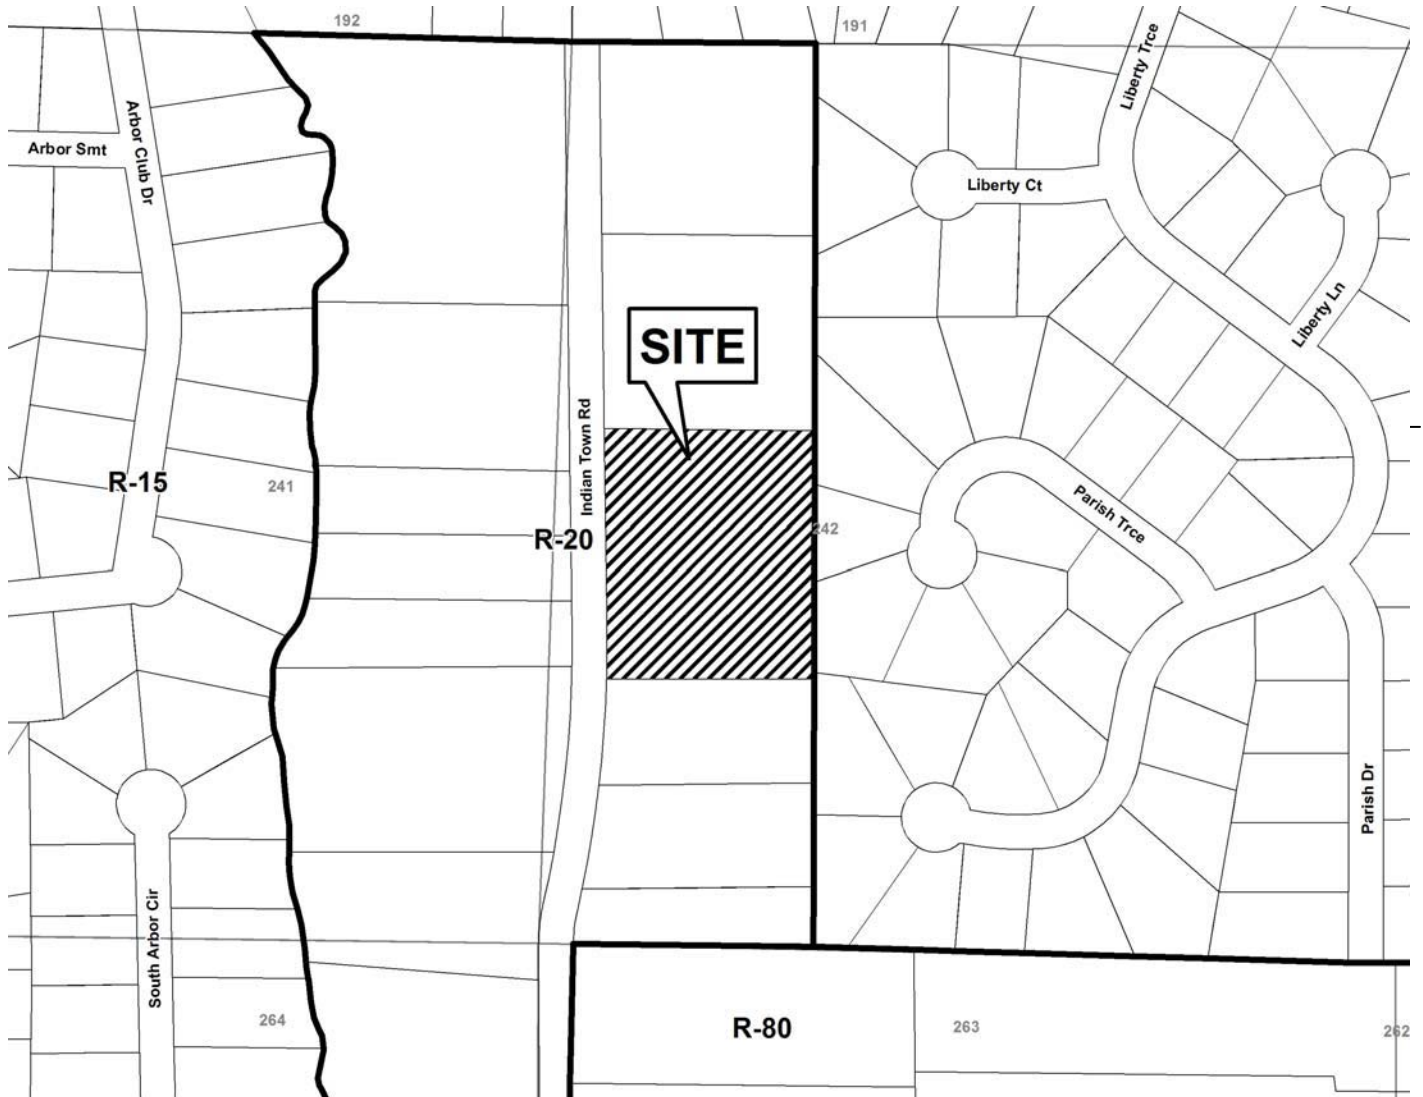 192
191
Liberty Trce
Arbor Club Dr
Arbor Smt
Liberty Ct
Liberty Ln
SITE
Indian Town Rd
R-15
241
Parish Trce
242
R-20
Parish Dr
South Arbor Cir
264
R-80
263
262